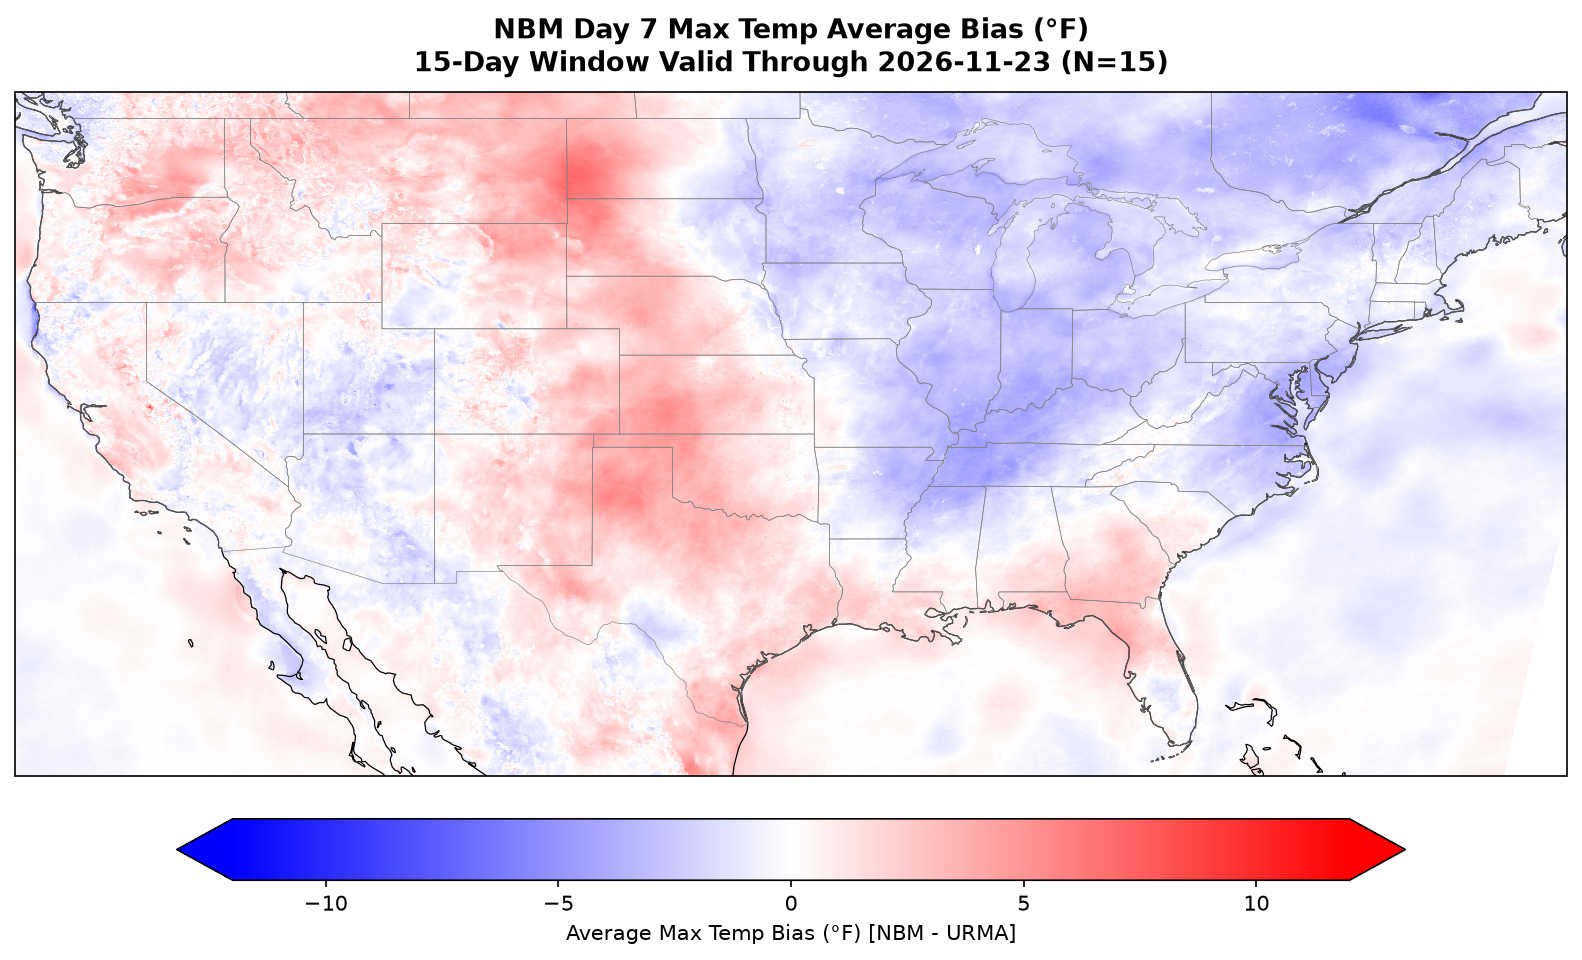 NBM Day 7 Max Temp Average Bias (°F)
15-Day Window Valid Through 2026-11-23 (N=15)
−10 −5 0 5 10
Average Max Temp Bias (°F) [NBM - URMA]